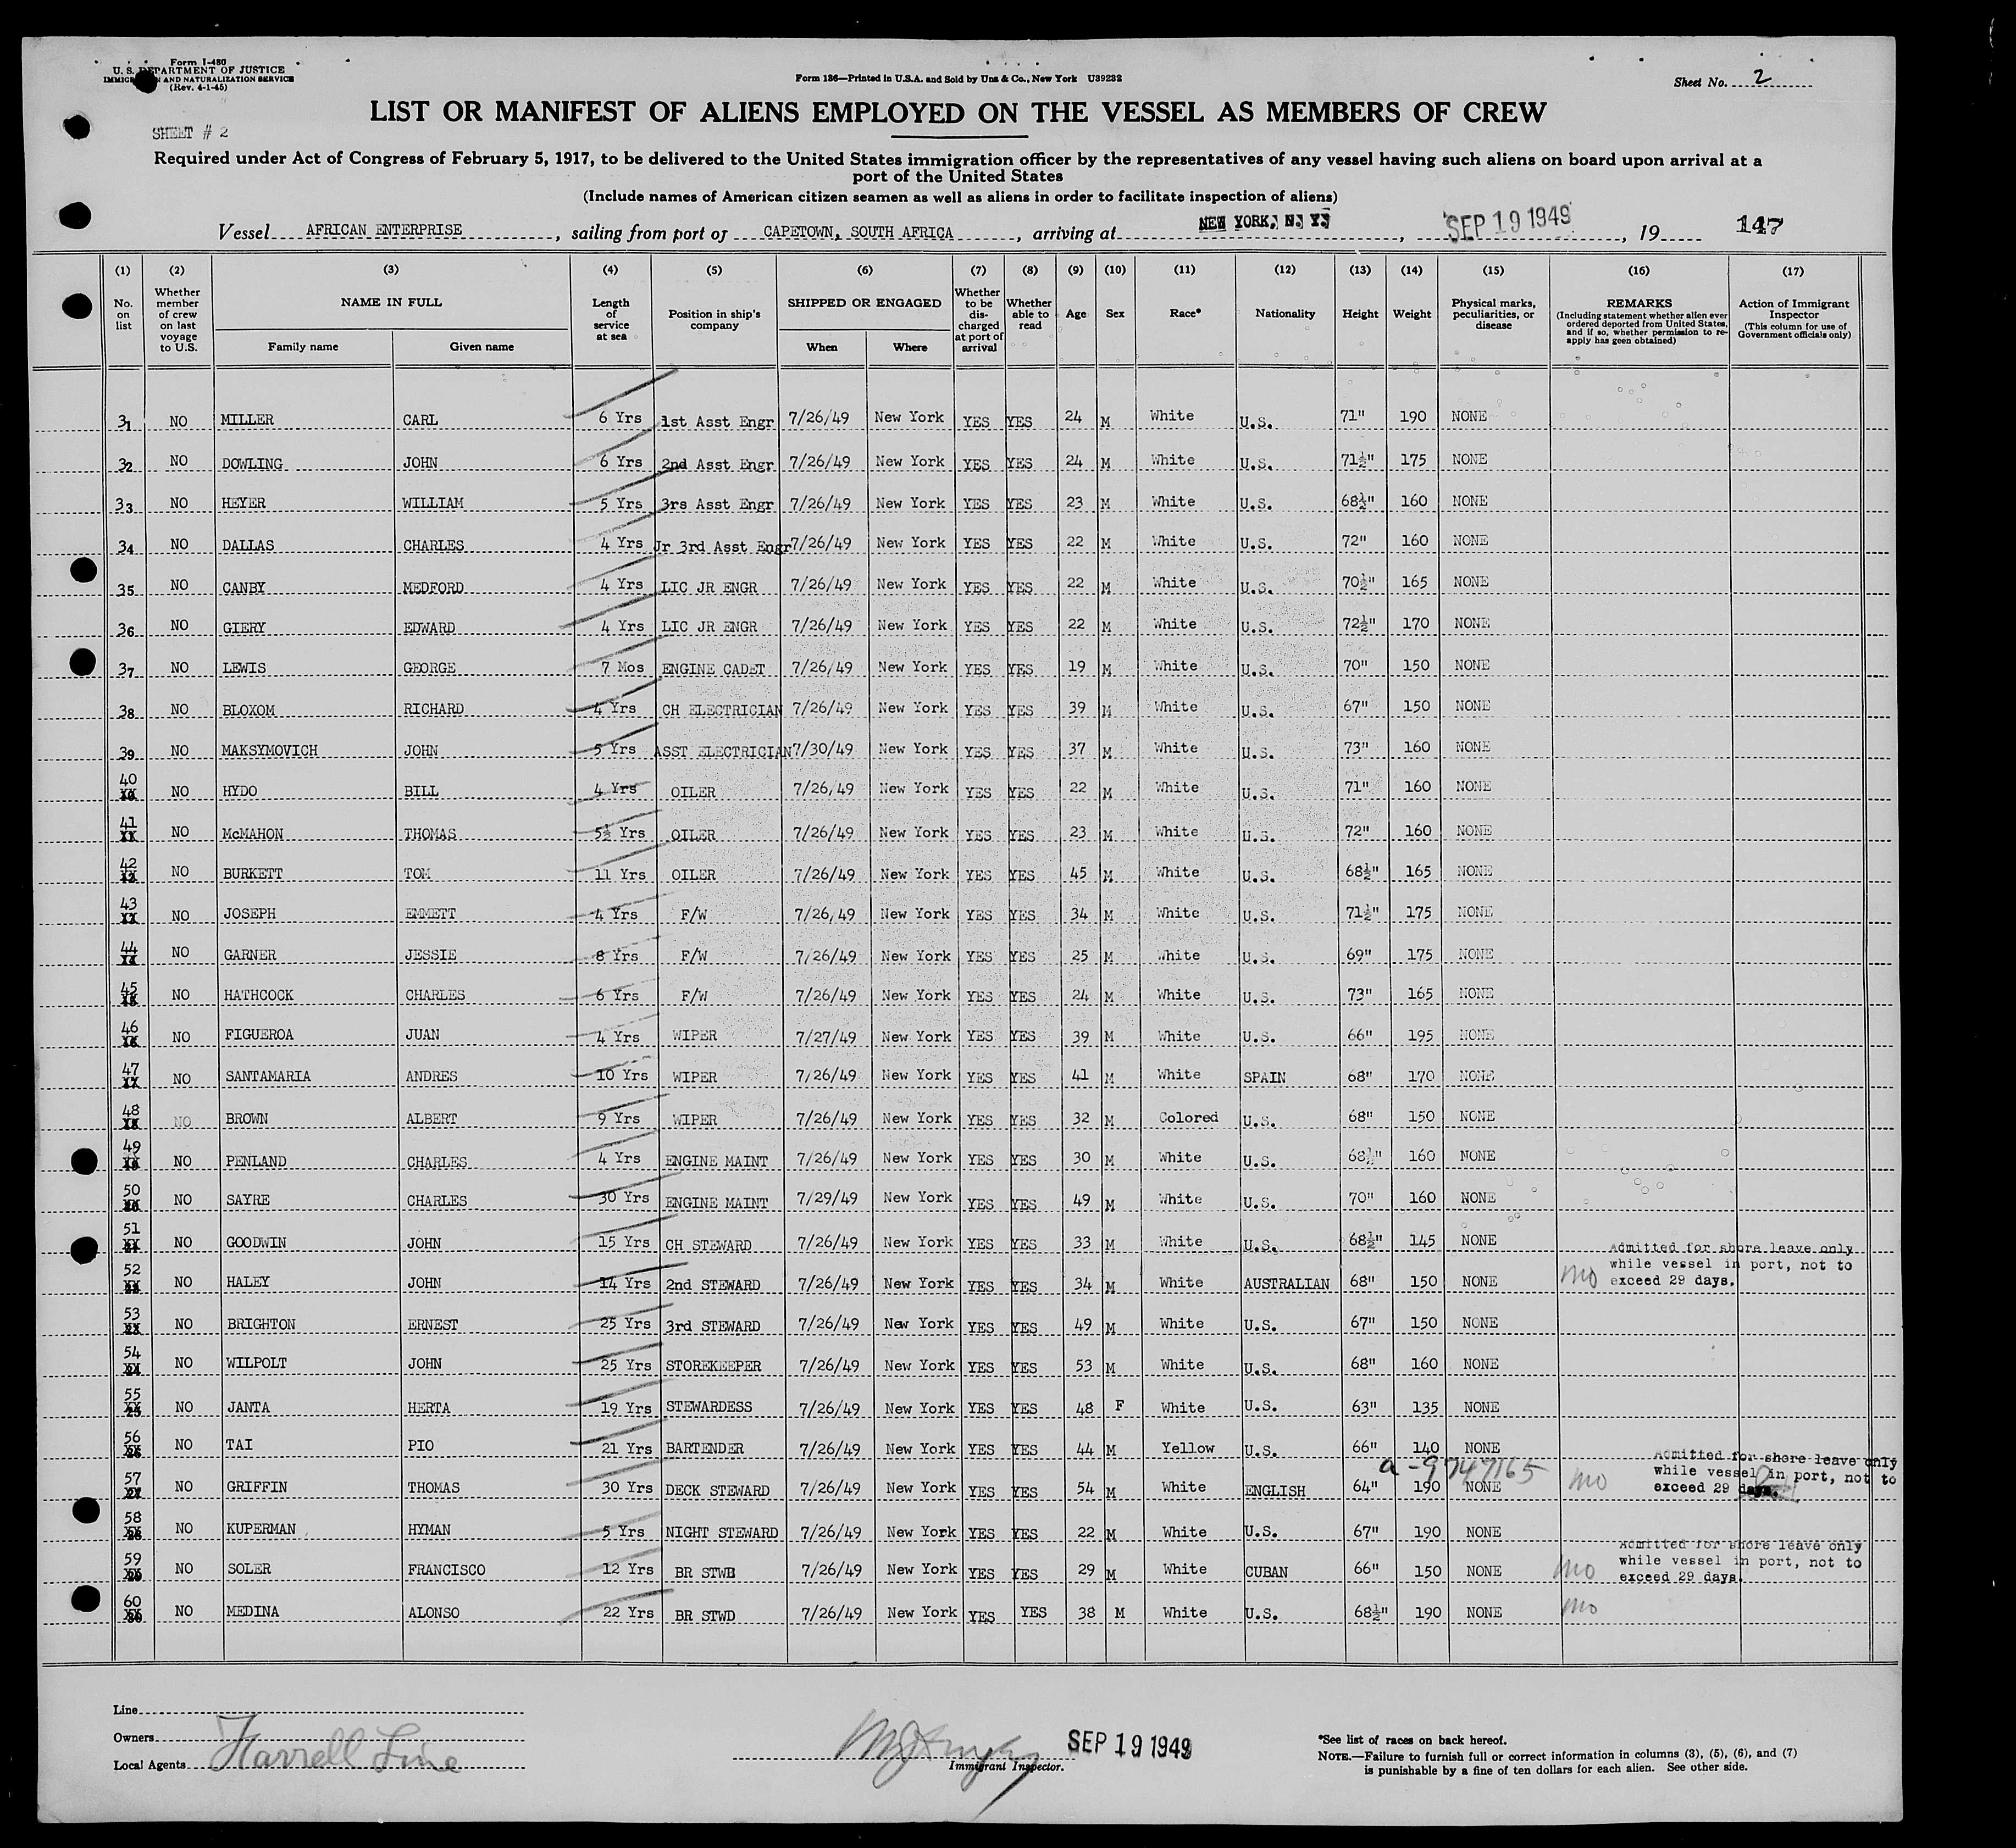 Form I-480
U. S. DEPARTMENT OF JUSTICE
IMMIGRATION AND NATURALIZATION SERVICE
(Rev. 4-1-45)
Form 186—Printed in U.S.A. and Sold by Unz & Co., New York U39232
Sheet No. 2
LIST OR MANIFEST OF ALIENS EMPLOYED ON THE VESSEL AS MEMBERS OF CREW
SHEET # 2
Required under Act of Congress of February 5, 1917, to be delivered to the United States immigration officer by the representatives of any vessel having such aliens on board upon arrival at a
port of the United States
(Include names of American citizen seamen as well as aliens in order to facilitate inspection of aliens)
Vessel AFRICAN ENTERPRISE, sailing from port of CAPETOWN, SOUTH AFRICA, arriving at NEW YORK, N. Y., SEP 19 1949, 19 147
(1) (2) (3) (4) (5) (6) (7) (8) (9) (10) (11) (12) (13) (14) (15) (16) (17)
No. on list
Whether member of crew on last voyage to U.S.
NAME IN FULL
Family name Given name
Length of service at sea
Position in ship's company
SHIPPED OR ENGAGED
When Where
Whether to be discharged at port of arrival
Whether able to read
Age
Sex
Race*
Nationality
Height
Weight
Physical marks, peculiarities, or disease
REMARKS
(Including statement whether alien ever ordered deported from United States, and if so, whether permission to re-apply has geen obtained)
Action of Immigrant Inspector
(This column for use of Government officials only)
31 NO MILLER CARL 6 Yrs 1st Asst Engr 7/26/49 New York YES YES 24 M White U.S. 71" 190 NONE
32 NO DOWLING JOHN 6 Yrs 2nd Asst Engr 7/26/49 New York YES YES 24 M White U.S. 71½" 175 NONE
33 NO HEYER WILLIAM 5 Yrs 3rs Asst Engr 7/26/49 New York YES YES 23 M White U.S. 68½" 160 NONE
34 NO DALLAS CHARLES 4 Yrs Jr 3rd Asst Engr 7/26/49 New York YES YES 22 M White U.S. 72" 160 NONE
35 NO CANBY MEDFORD 4 Yrs LIC JR ENGR 7/26/49 New York YES YES 22 M White U.S. 70½" 165 NONE
36 NO GIERY EDWARD 4 Yrs LIC JR ENGR 7/26/49 New York YES YES 22 M White U.S. 72½" 170 NONE
37 NO LEWIS GEORGE 7 Mos ENGINE CADET 7/26/49 New York YES YES 19 M White U.S. 70" 150 NONE
38 NO BLOXOM RICHARD 4 Yrs CH ELECTRICIAN 7/26/49 New York YES YES 39 M White U.S. 67" 150 NONE
39 NO MAKSYMOVICH JOHN 5 Yrs ASST ELECTRICIAN 7/30/49 New York YES YES 37 M White U.S. 73" 160 NONE
40 NO HYDO BILL 4 Yrs OILER 7/26/49 New York YES YES 22 M White U.S. 71" 160 NONE
41 NO McMAHON THOMAS 5½ Yrs OILER 7/26/49 New York YES YES 23 M White U.S. 72" 160 NONE
42 NO BURKETT TOM 11 Yrs OILER 7/26/49 New York YES YES 45 M White U.S. 68½" 165 NONE
43 NO JOSEPH EMMETT 4 Yrs F/W 7/26/49 New York YES YES 34 M White U.S. 71½" 175 NONE
44 NO GARNER JESSIE 8 Yrs F/W 7/26/49 New York YES YES 25 M White U.S. 69" 175 NONE
45 NO HATHCOCK CHARLES 6 Yrs F/W 7/26/49 New York YES YES 24 M White U.S. 73" 165 NONE
46 NO FIGUEROA JUAN 4 Yrs WIPER 7/27/49 New York YES YES 39 M White U.S. 66" 195 NONE
47 NO SANTAMARIA ANDRES 10 Yrs WIPER 7/26/49 New York YES YES 41 M White SPAIN 68" 170 NONE
48 NO BROWN ALBERT 9 Yrs WIPER 7/26/49 New York YES YES 32 M Colored U.S. 68" 150 NONE
49 NO PENLAND CHARLES 4 Yrs ENGINE MAINT 7/26/49 New York YES YES 30 M White U.S. 68½" 160 NONE
50 NO SAYRE CHARLES 30 Yrs ENGINE MAINT 7/29/49 New York YES YES 49 M White U.S. 70" 160 NONE
51 NO GOODWIN JOHN 15 Yrs CH STEWARD 7/26/49 New York YES YES 33 M White U.S. 68½" 145 NONE
52 NO HALEY JOHN 14 Yrs 2nd STEWARD 7/26/49 New York YES YES 34 M White AUSTRALIAN 68" 150 NONE mo Admitted for shore leave only while vessel in port, not to exceed 29 days.
53 NO BRIGHTON ERNEST 25 Yrs 3rd STEWARD 7/26/49 New York YES YES 49 M White U.S. 67" 150 NONE
54 NO WILPOLT JOHN 25 Yrs STOREKEEPER 7/26/49 New York YES YES 53 M White U.S. 68" 160 NONE
55 NO JANTA HERTA 19 Yrs STEWARDESS 7/26/49 New York YES YES 48 F White U.S. 63" 135 NONE
56 NO TAI PIO 21 Yrs BARTENDER 7/26/49 New York YES YES 44 M Yellow U.S. 66" 140 NONE
a-9747165
57 NO GRIFFIN THOMAS 30 Yrs DECK STEWARD 7/26/49 New York YES YES 54 M White ENGLISH 64" 190 NONE mo Admitted for shore leave only while vessel in port, not to exceed 29 days.
58 NO KUPERMAN HYMAN 5 Yrs NIGHT STEWARD 7/26/49 New York YES YES 22 M White U.S. 67" 190 NONE
59 NO SOLER FRANCISCO 12 Yrs BR STWD 7/26/49 New York YES YES 29 M White CUBAN 66" 150 NONE mo Admitted for shore leave only while vessel in port, not to exceed 29 days.
60 NO MEDINA ALONSO 22 Yrs BR STWD 7/26/49 New York YES YES 38 M White U.S. 68½" 190 NONE mo
Line
Owners
Local Agents Farrell Line
SEP 19 1949
Immigrant Inspector.
*See list of races on back hereof.
NOTE.—Failure to furnish full or correct information in columns (3), (5), (6), and (7)
is punishable by a fine of ten dollars for each alien. See other side.